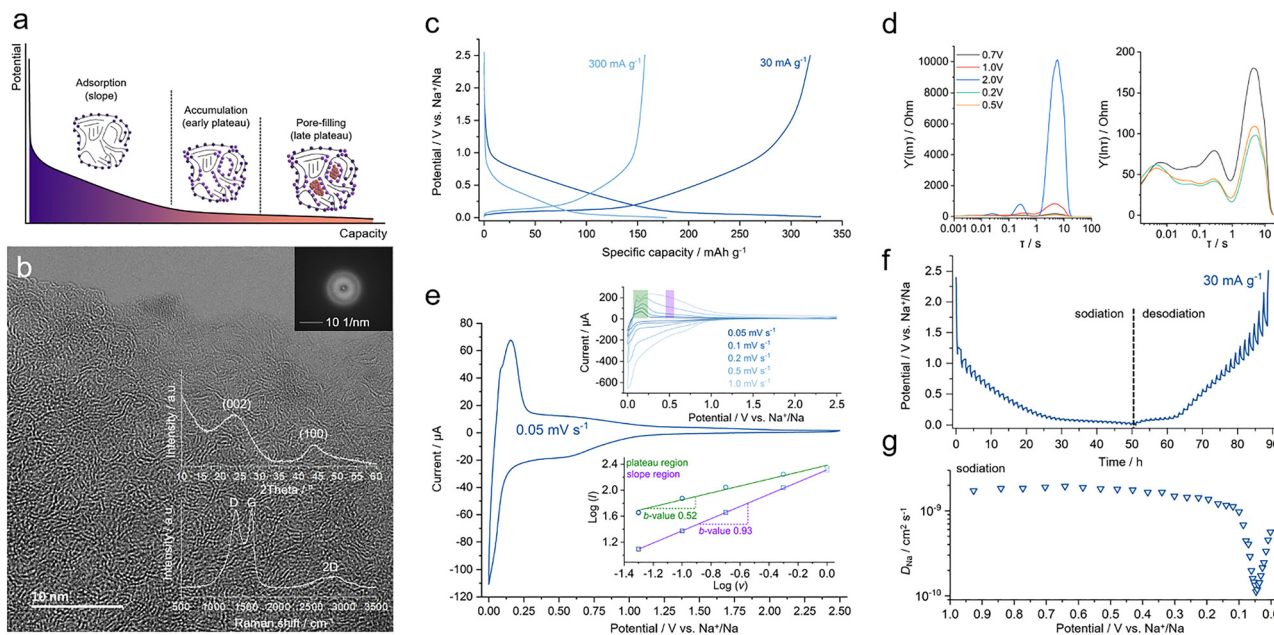 a
Potential
Adsorption
(slope)
Accumulation
(early plateau)
Pore-filling
(late plateau)
Capacity
b
10 1/nm
Intensity / a.u.
(002)
(100)
10 15 20 25 30 35 40 45 50 55 60
2Theta / °
Intensity / a.u.
D G
2D
500 1000 1500 2000 2500 3000 3500
Raman shift / cm⁻¹
10 nm
c
Potential / V vs. Na⁺/Na
2.5
2.0
1.5
1.0
0.5
0.0
300 mA g⁻¹
30 mA g⁻¹
0 50 100 150 200 250 300 350
Specific capacity / mAh g⁻¹
d
ϒ(lnτ) / Ohm
10000
8000
6000
4000
2000
0
0.7V
1.0V
2.0V
0.2V
0.5V
0.001 0.01 0.1 1 10 100
τ / s
ϒ(lnτ) / Ohm
200
150
100
50
0
0.01 0.1 1 10
τ / s
e
Current / µA
80
60
40
20
0
-20
-40
-60
-80
-100
-120
0.05 mV s⁻¹
0.00 0.25 0.50 0.75 1.00 1.25 1.50 1.75 2.00 2.25 2.50
Potential / V vs. Na⁺/Na
Current / µA
200
0
-200
-400
-600
0.05 mV s⁻¹
0.1 mV s⁻¹
0.2 mV s⁻¹
0.5 mV s⁻¹
1.0 mV s⁻¹
0.0 0.5 1.0 1.5 2.0 2.5
Potential / V vs. Na⁺/Na
Log (I)
2.4
2.0
1.6
1.2
0.8
plateau region
slope region
b-value 0.52
b-value 0.93
-1.4 -1.2 -1.0 -0.8 -0.6 -0.4 -0.2 0.0
Log (v)
f
Potential / V vs. Na⁺/Na
2.5
2.0
1.5
1.0
0.5
0.0
30 mA g⁻¹
sodiation
desodiation
0 10 20 30 40 50 60 70 80 90
Time / h
g
sodiation
D_Na / cm² s⁻¹
10⁻⁹
10⁻¹⁰
1.0 0.9 0.8 0.7 0.6 0.5 0.4 0.3 0.2 0.1 0.0
Potential / V vs. Na⁺/Na